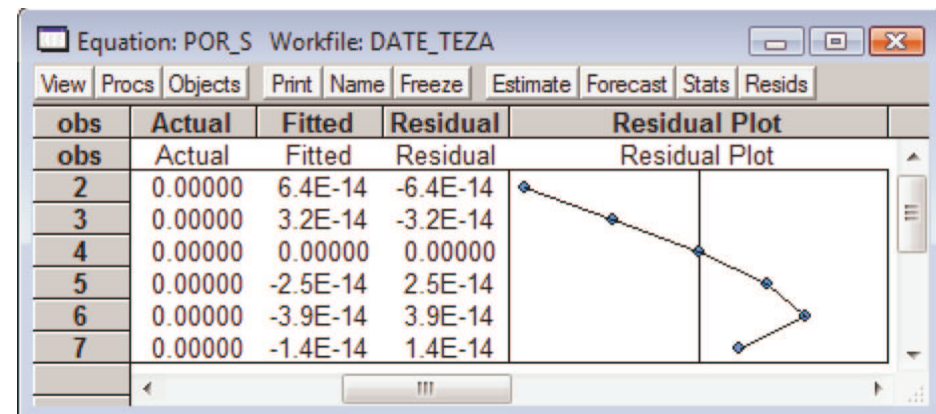 Equation: POR_S Workfile: DATE_TEZA
View Procs Objects Print Name Freeze Estimate Forecast Stats Resids
obs Actual Fitted Residual Residual Plot
obs Actual Fitted Residual Residual Plot
2 0.00000 6.4E-14 -6.4E-14
3 0.00000 3.2E-14 -3.2E-14
4 0.00000 0.00000 0.00000
5 0.00000 -2.5E-14 2.5E-14
6 0.00000 -3.9E-14 3.9E-14
7 0.00000 -1.4E-14 1.4E-14